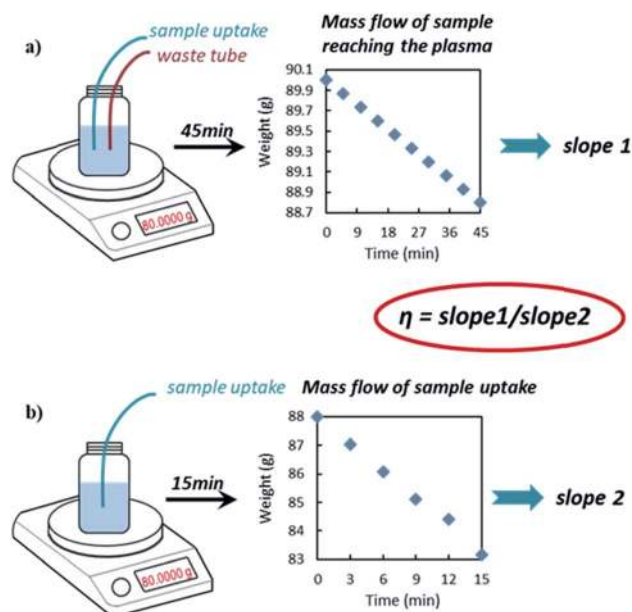 a)
sample uptake
waste tube
80.0000 g
45min
Mass flow of sample
reaching the plasma
Weight (g)
90.1
89.9
89.7
89.5
89.3
89.1
88.9
88.7
0 9 18 27 36 45
Time (min)
slope 1
η = slope1/slope2
b)
sample uptake
80.0000 g
15min
Mass flow of sample uptake
Weight (g)
88
87
86
85
84
83
0 3 6 9 12 15
Time (min)
slope 2